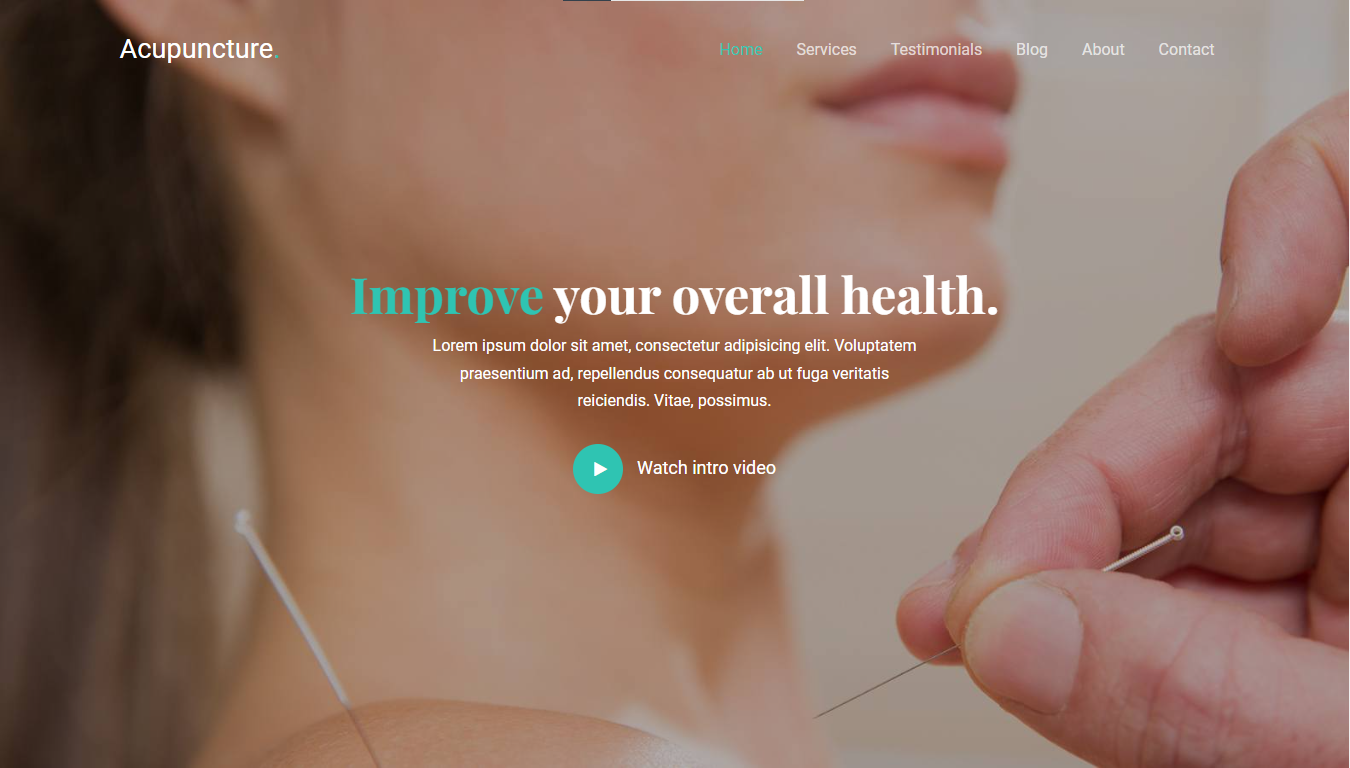 Acupuncture.
Home Services Testimonials Blog About Contact
Improve your overall health.
Lorem ipsum dolor sit amet, consectetur adipisicing elit. Voluptatem
praesentium ad, repellendus consequatur ab ut fuga veritatis
reiciendis. Vitae, possimus.
Watch intro video